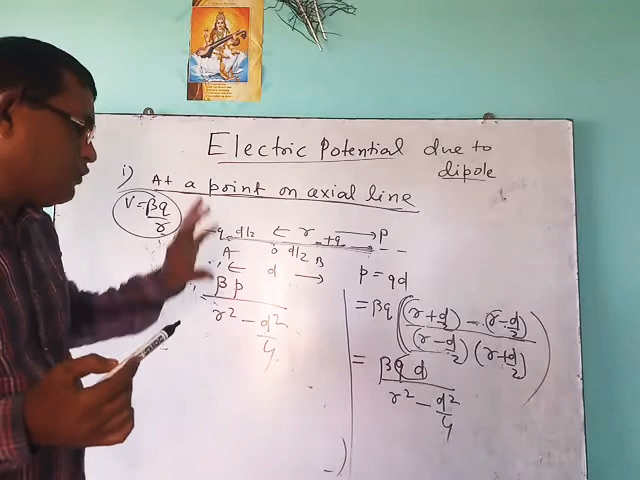 Electric Potential due to
dipole
i) At a point on axial line
V = βq/r
-q d/2 ← r +q → P
A O d/2 B
← d → p = qd
βp / (r² - d²/4)
= βq ( ((r + d/2) - (r - d/2)) / ((r - d/2)(r + d/2)) )
= βqd / (r² - d²/4)